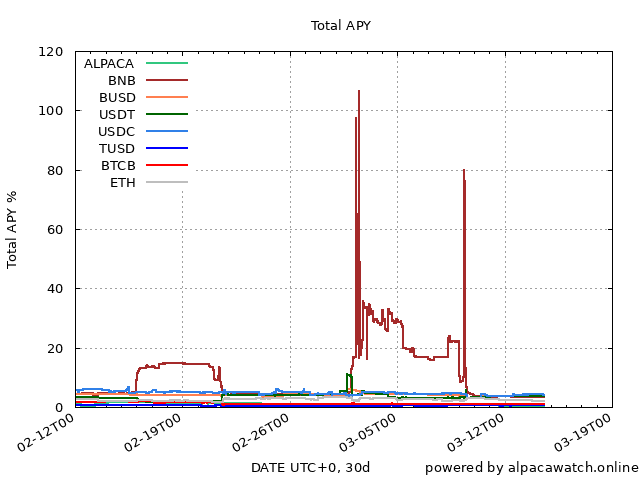 Total APY
120
100
80
60
40
20
0
Total APY %
ALPACA
BNB
BUSD
USDT
USDC
TUSD
BTCB
ETH
02-12T00
02-19T00
02-26T00
03-05T00
03-12T00
03-19T00
DATE UTC+0, 30d
powered by alpacawatch.online